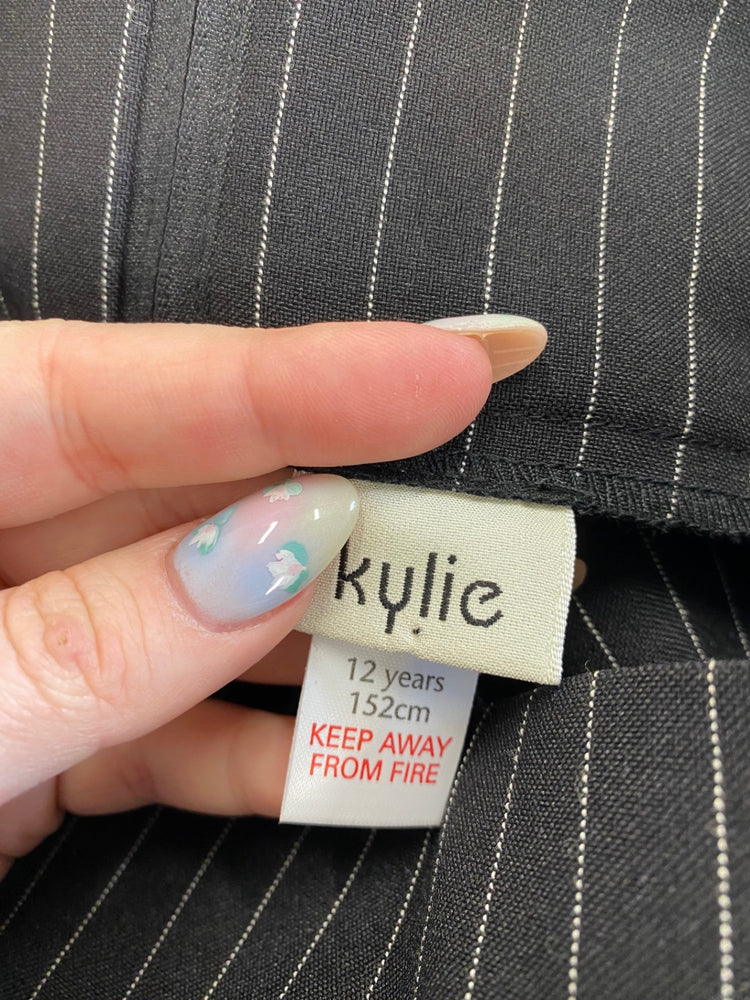 kylie
12 years
152cm
KEEP AWAY
FROM FIRE